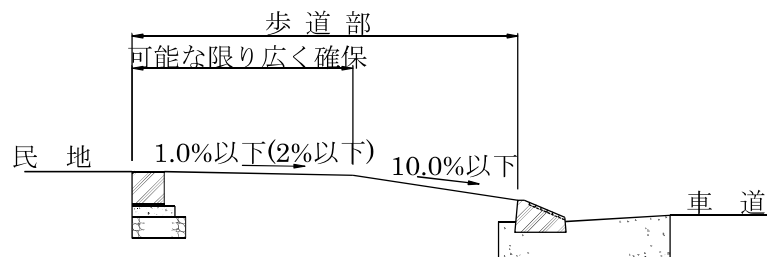 歩道部
可能な限り広く確保
民地
1.0%以下(2%以下)
10.0%以下
車道